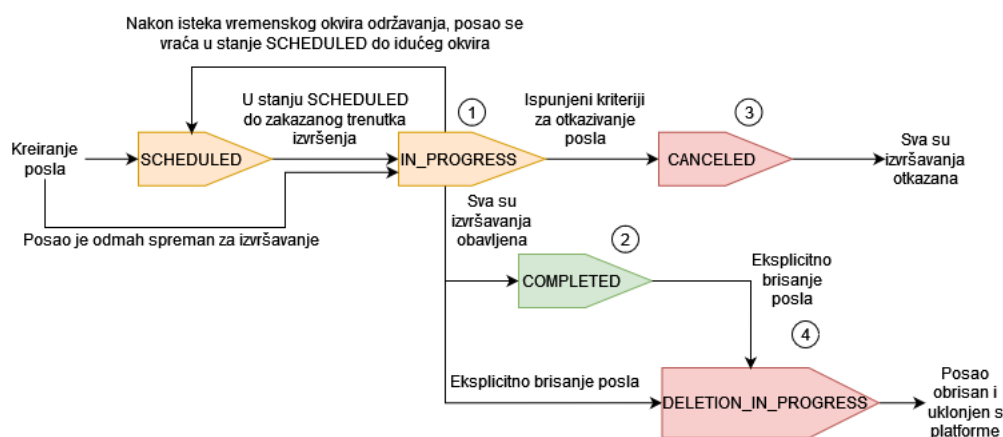 Nakon isteka vremenskog okvira održavanja, posao se
vraća u stanje SCHEDULED do idućeg okvira
U stanju SCHEDULED
do zakazanog trenutka
izvršenja
1
Ispunjeni kriteriji
za otkazivanje
posla
3
Kreiranje
posla
SCHEDULED
IN_PROGRESS
CANCELED
Sva su
izvršavanja
otkazana
Posao je odmah spreman za izvršavanje
Sva su
izvršavanja
obavljena
2
COMPLETED
Eksplicitno
brisanje
posla
4
Eksplicitno brisanje posla
DELETION_IN_PROGRESS
Posao
obrisan i
uklonjen s
platforme